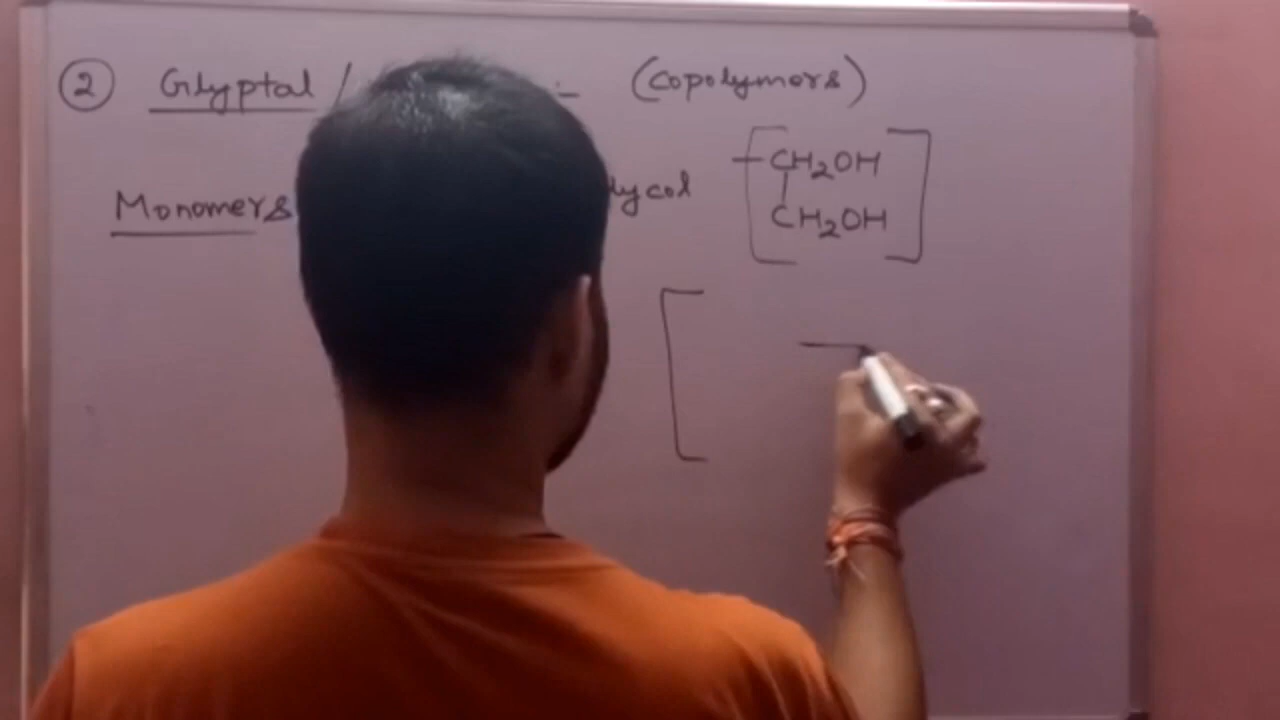 ② Glyptal / (Copolymers)
Monomers lycol [ CH2OH
CH2OH ]
[